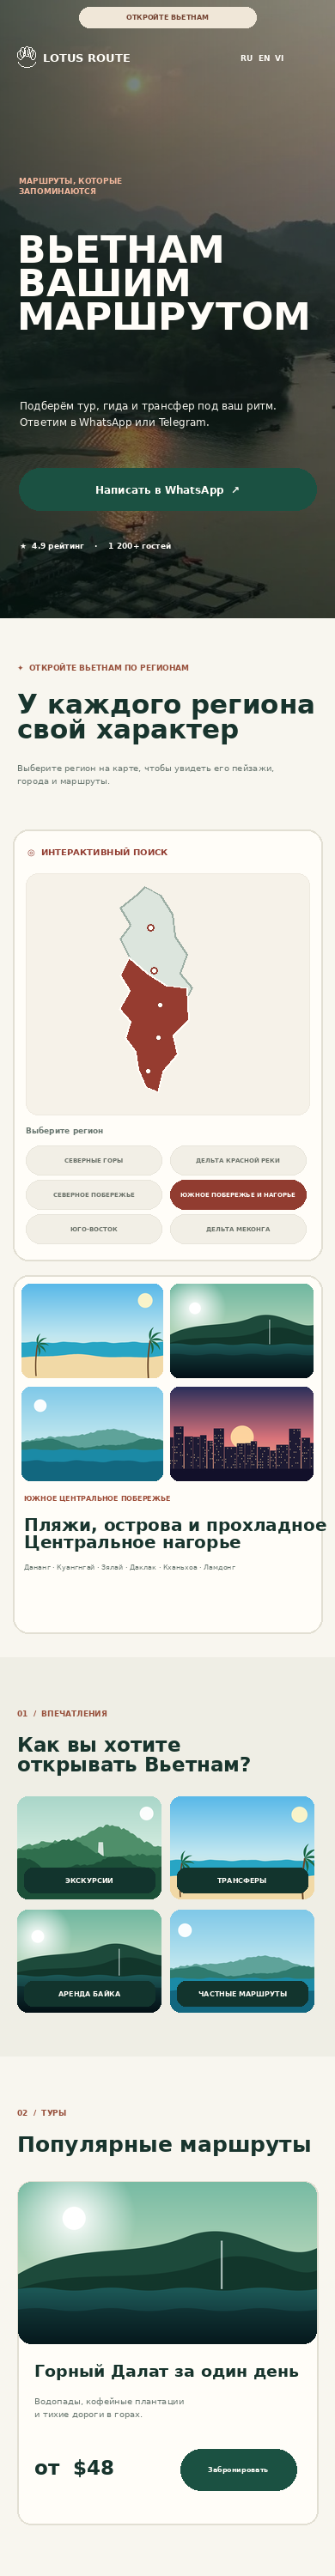 ОТКРОЙТЕ ВЬЕТНАМ
LOTUS ROUTE
RU EN VI
МАРШРУТЫ, КОТОРЫЕ
ЗАПОМИНАЮТСЯ
ВЬЕТНАМ
ВАШИМ
МАРШРУТОМ
Подберём тур, гида и трансфер под ваш ритм.
Ответим в WhatsApp или Telegram.
Написать в WhatsApp ↗
★ 4.9 рейтинг · 1 200+ гостей
✦ ОТКРОЙТЕ ВЬЕТНАМ ПО РЕГИОНАМ
У каждого региона
свой характер
Выберите регион на карте, чтобы увидеть его пейзажи,
города и маршруты.
◎ ИНТЕРАКТИВНЫЙ ПОИСК
Выберите регион
СЕВЕРНЫЕ ГОРЫ
ДЕЛЬТА КРАСНОЙ РЕКИ
СЕВЕРНОЕ ПОБЕРЕЖЬЕ
ЮЖНОЕ ПОБЕРЕЖЬЕ И НАГОРЬЕ
ЮГО-ВОСТОК
ДЕЛЬТА МЕКОНГА
ЮЖНОЕ ЦЕНТРАЛЬНОЕ ПОБЕРЕЖЬЕ
Пляжи, острова и прохладное
Центральное нагорье
Дананг · Куангнгай · Зялай · Даклак · Кханьхоа · Ламдонг
01 / ВПЕЧАТЛЕНИЯ
Как вы хотите
открывать Вьетнам?
ЭКСКУРСИИ
ТРАНСФЕРЫ
АРЕНДА БАЙКА
ЧАСТНЫЕ МАРШРУТЫ
02 / ТУРЫ
Популярные маршруты
Горный Далат за один день
Водопады, кофейные плантации
и тихие дороги в горах.
от $48
Забронировать